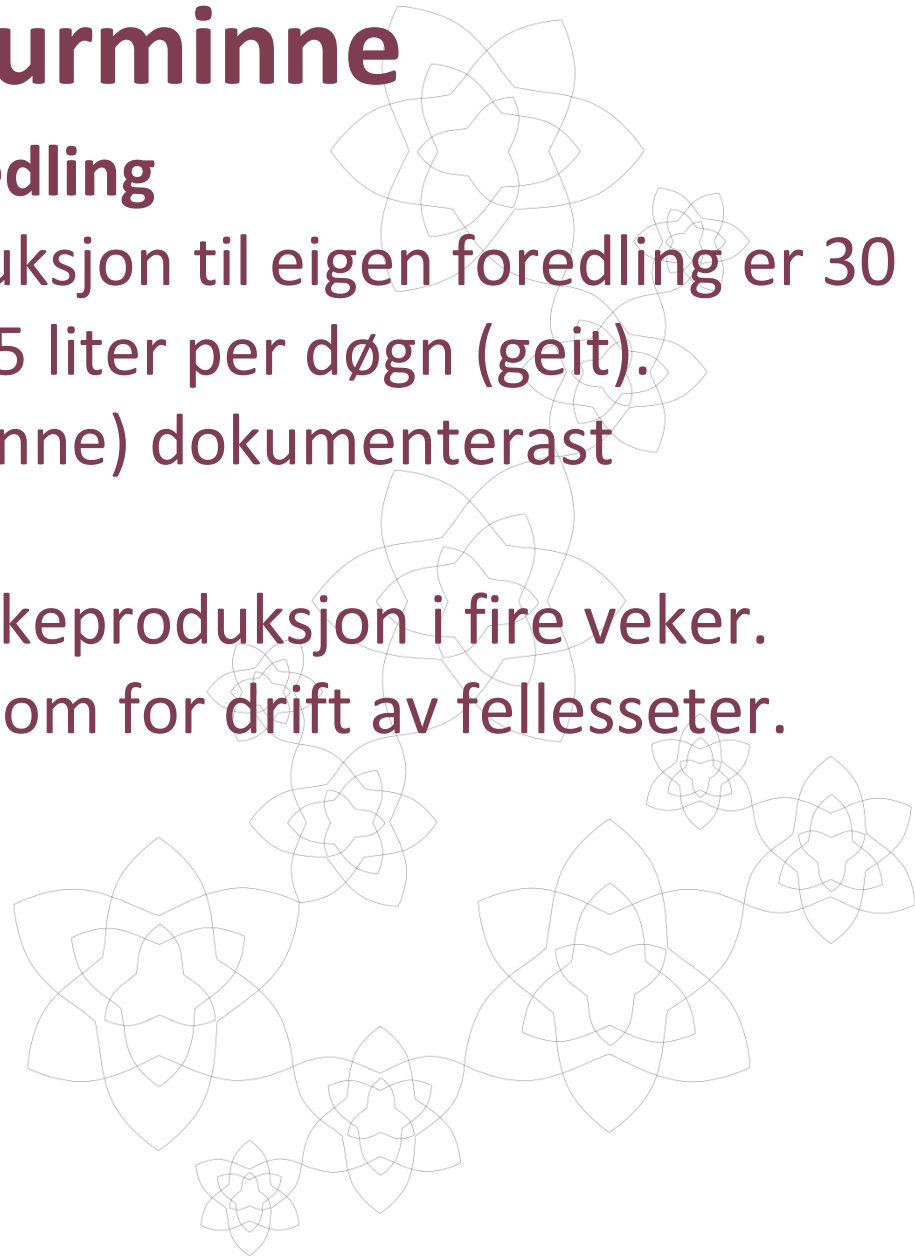 urminne
edling
uksjon til eigen foredling er 30
5 liter per døgn (geit).
nne) dokumenterast
keproduksjon i fire veker.
om for drift av fellesseter.